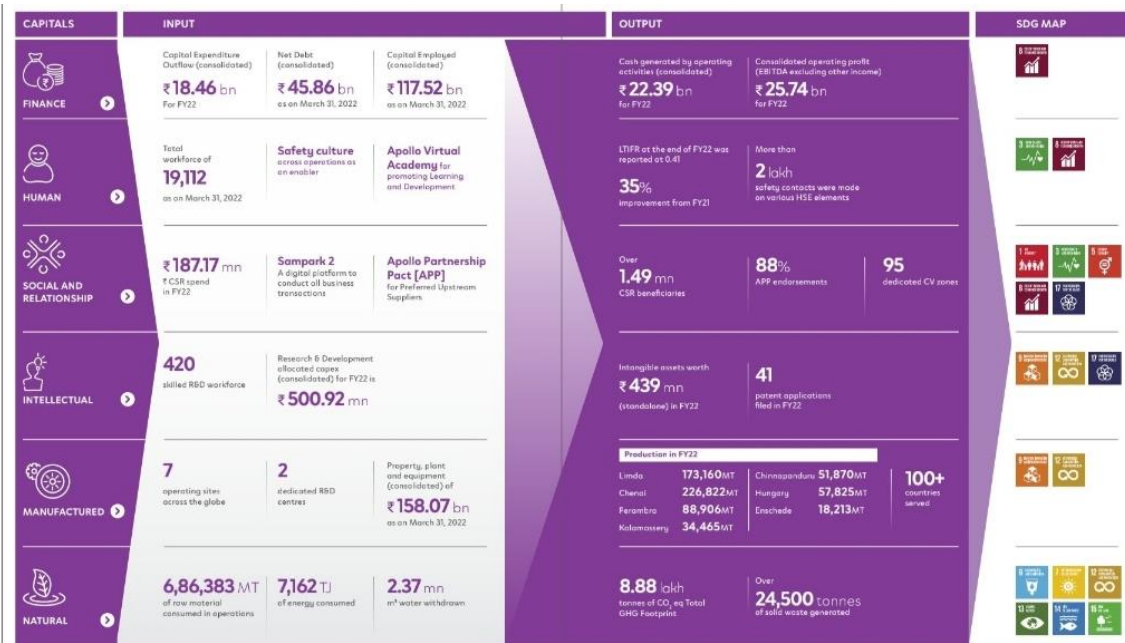 CAPITALS
INPUT
OUTPUT
SDG MAP
FINANCE
Capital Expenditure
Outflow (consolidated)
₹ 18.46 bn
For FY22
Net Debt
(consolidated)
₹ 45.86 bn
as on March 31, 2022
Capital Employed
(consolidated)
₹ 117.52 bn
as on March 31, 2022
Cash generated by operating
activities (consolidated)
₹ 22.39 bn
for FY22
Consolidated operating profit
(EBITDA excluding other income)
₹ 25.74 bn
for FY22
HUMAN
Total
workforce of
19,112
as on March 31, 2022
Safety culture
across operations as
an enabler
Apollo Virtual
Academy for
promoting Learning
and Development
LTIFR at the end of FY22 was
reported at 0.41
35%
improvement from FY21
More than
2 lakh
safety contacts were made
on various HSE elements
SOCIAL AND
RELATIONSHIP
₹ 187.17 mn
₹ CSR spend
in FY22
Sampark 2
A digital platform to
conduct all business
transactions
Apollo Partnership
Pact [APP]
for Preferred Upstream
Suppliers
Over
1.49 mn
CSR beneficiaries
88%
APP endorsements
95
dedicated CV zones
INTELLECTUAL
420
skilled R&D workforce
Research & Development
allocated capex
(consolidated) for FY22 is
₹ 500.92 mn
Intangible assets worth
₹ 439 mn
(standalone) in FY22
41
patent applications
filed in FY22
MANUFACTURED
7
operating sites
across the globe
2
dedicated R&D
centres
Property, plant
and equipment
(consolidated) of
₹ 158.07 bn
as on March 31, 2022
Production in FY22
Limda 173,160MT
Chenai 226,822MT
Perambra 88,906MT
Kalamassery 34,465MT
Chinnapanduru 51,870MT
Hungary 57,825MT
Enschede 18,213MT
100+
countries
served
NATURAL
6,86,383 MT
of raw material
consumed in operations
7,162 TJ
of energy consumed
2.37 mn
m³ water withdrawn
8.88 lakh
tonnes of CO₂ eq Total
GHG Footprint
Over
24,500 tonnes
of solid waste generated